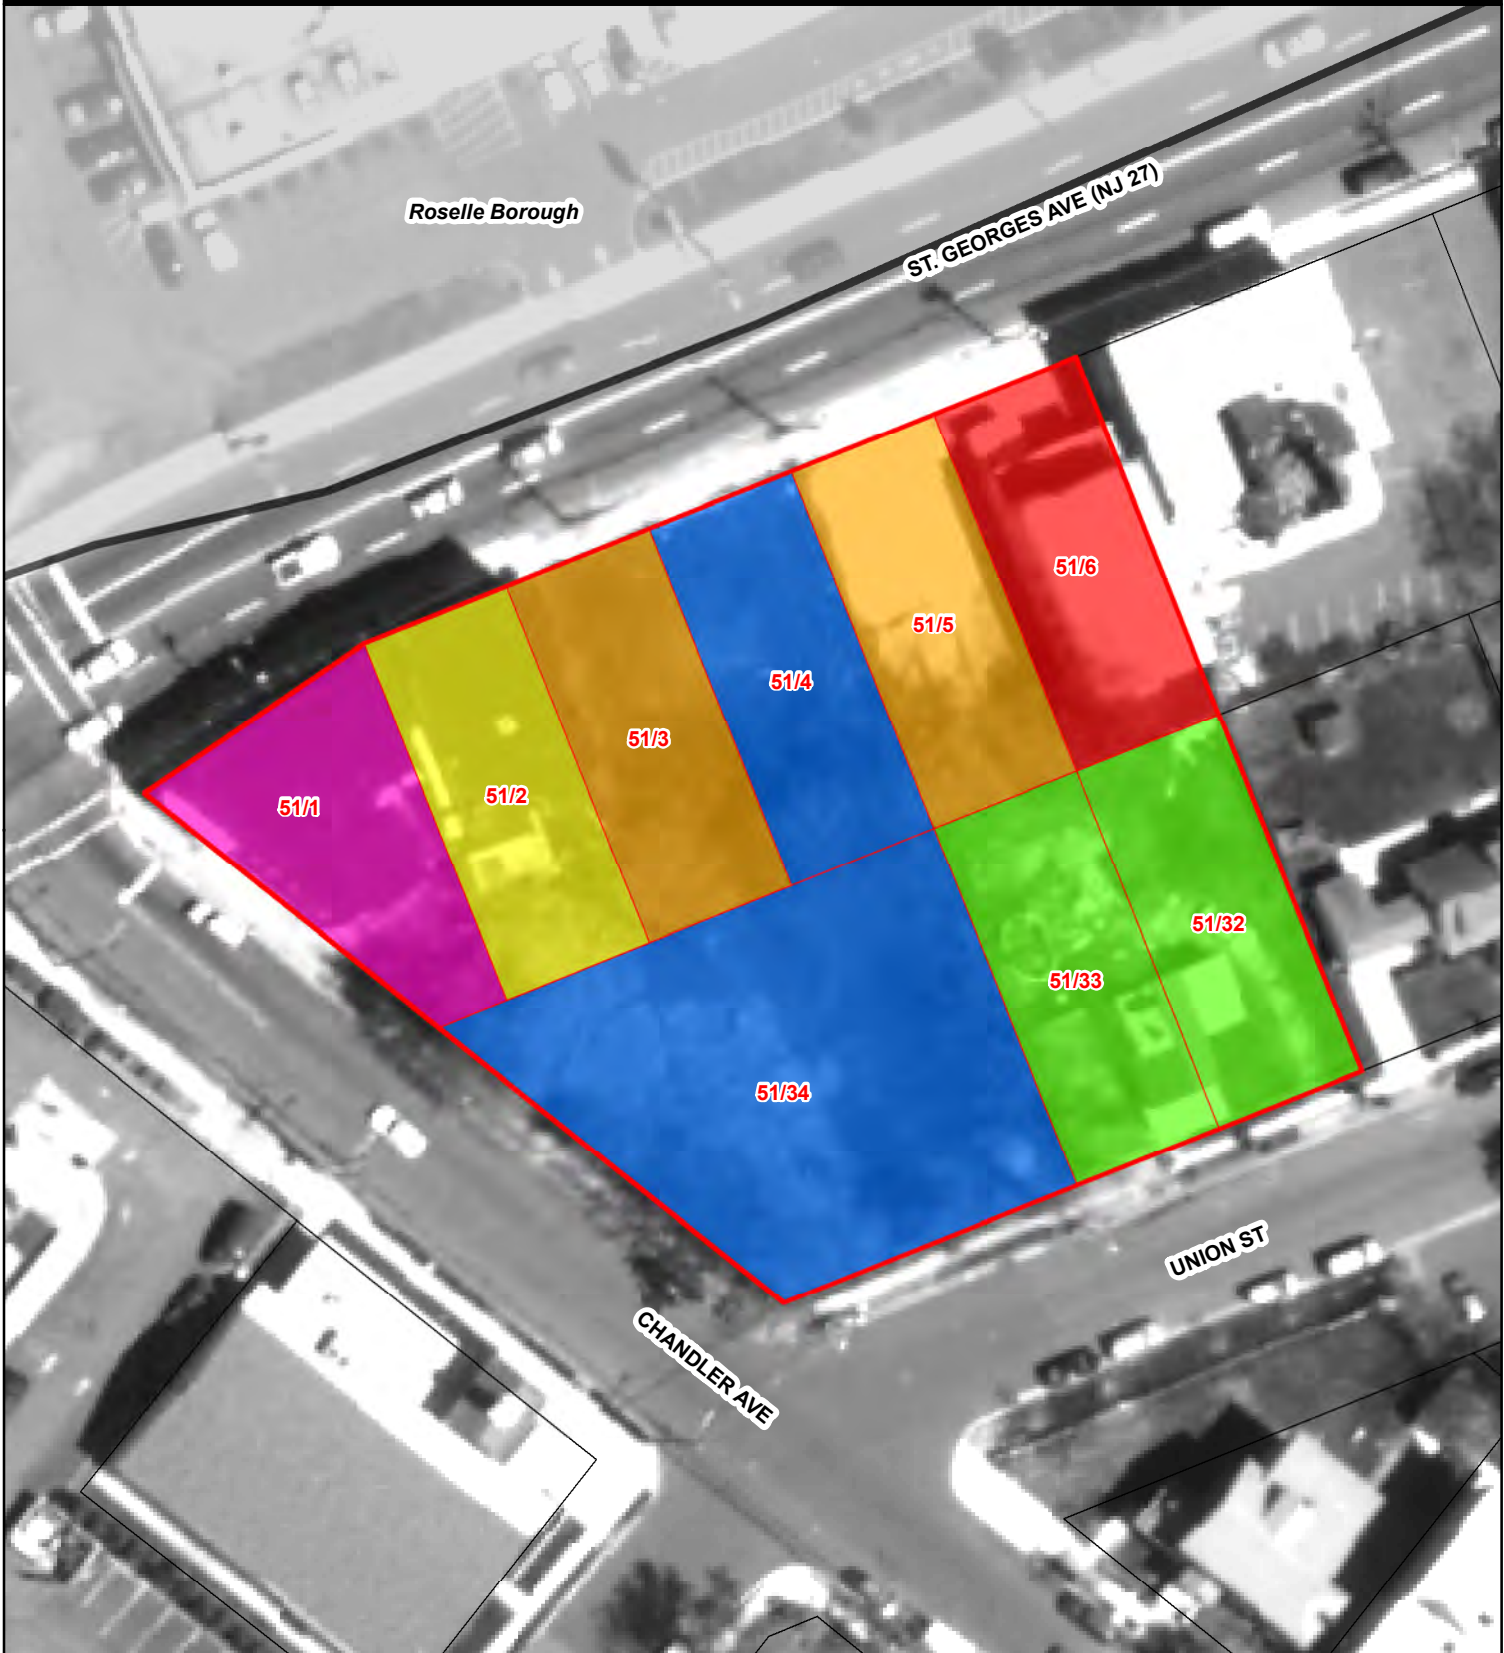 Roselle Borough
ST. GEORGES AVE (NJ 27)
51/6
51/5
51/4
51/3
51/2
51/1
51/32
51/33
51/34
UNION ST
CHANDLER AVE